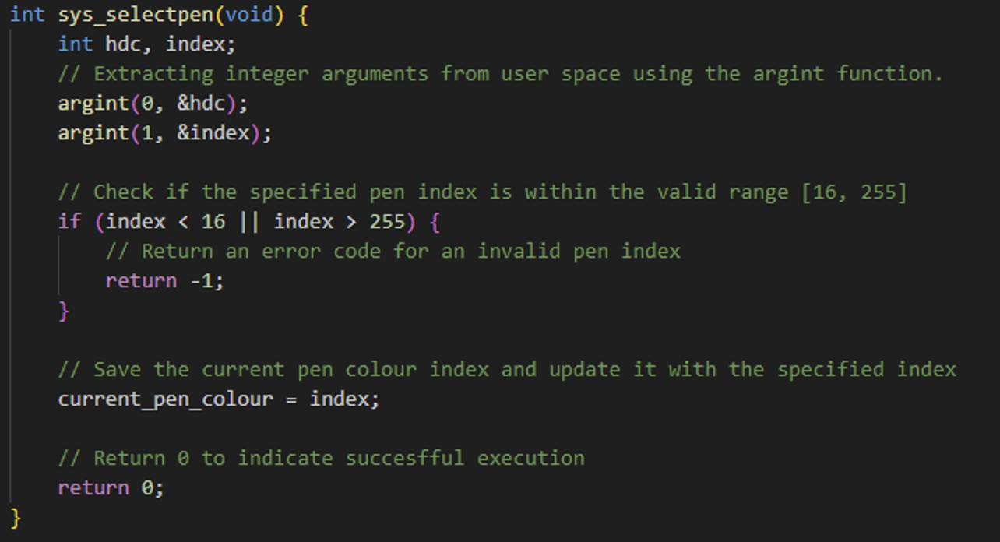 int sys_selectpen(void) {
    int hdc, index;
    // Extracting integer arguments from user space using the argint function.
    argint(0, &hdc);
    argint(1, &index);

    // Check if the specified pen index is within the valid range [16, 255]
    if (index < 16 || index > 255) {
        // Return an error code for an invalid pen index
        return -1;
    }

    // Save the current pen colour index and update it with the specified index
    current_pen_colour = index;

    // Return 0 to indicate succesfful execution
    return 0;
}